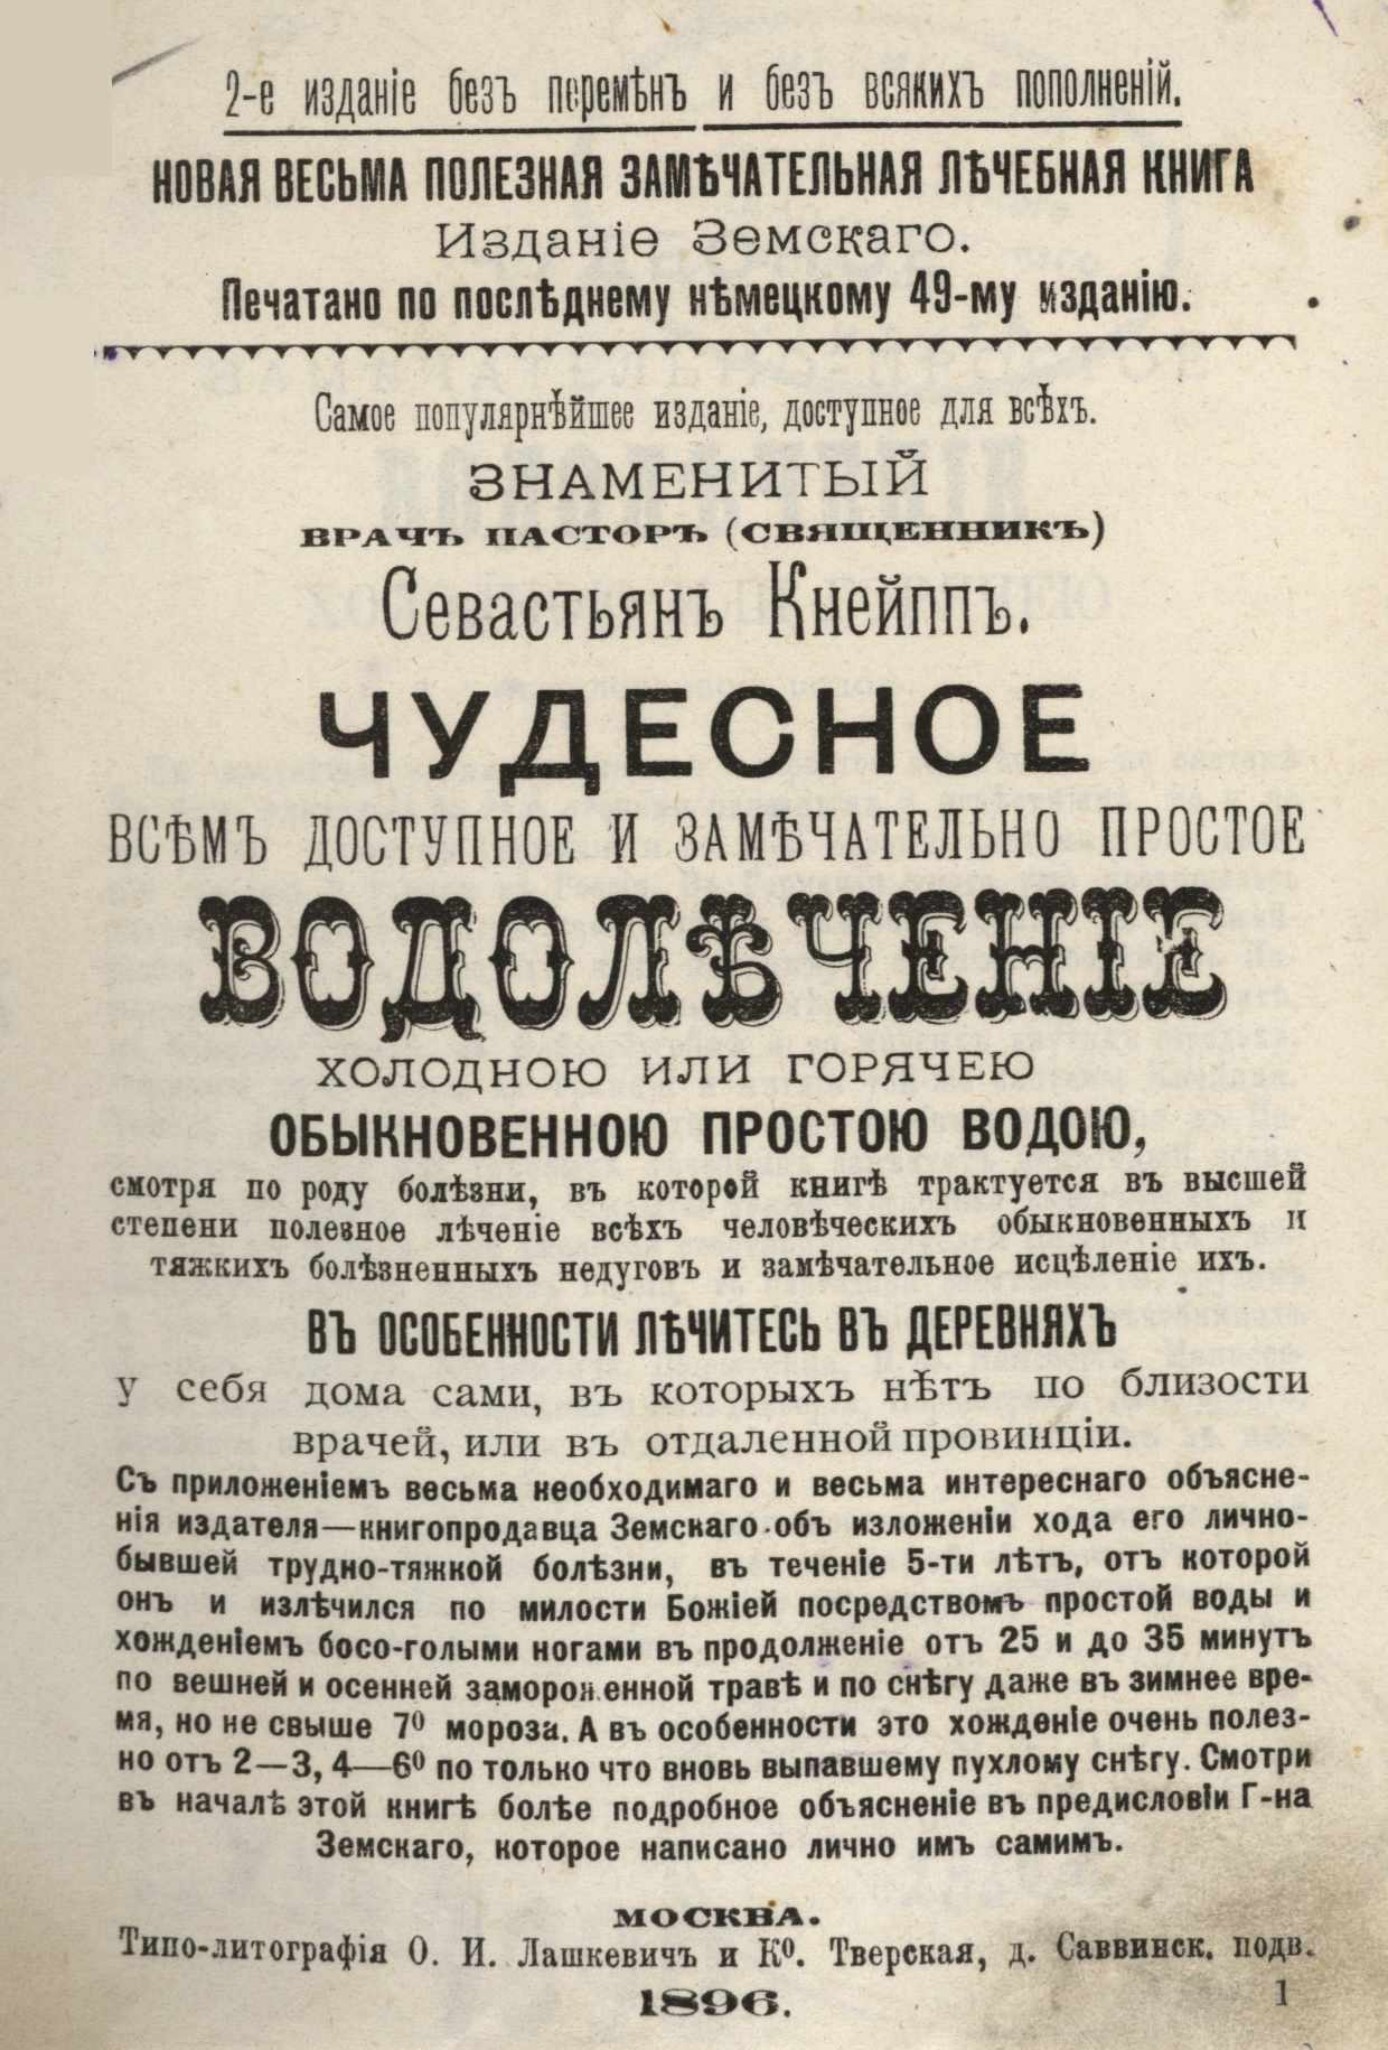 2-е изданіе безъ перемѣнъ и безъ всякихъ пополненій.
НОВАЯ ВЕСЬМА ПОЛЕЗНАЯ ЗАМѢЧАТЕЛЬНАЯ ЛѢЧЕБНАЯ КНИГА
Изданіе Земскаго.
Печатано по послѣднему нѣмецкому 49-му изданію.
Самое популярнѣйшее изданіе, доступное для всѣхъ.
ЗНАМЕНИТЫЙ
ВРАЧЪ ПАСТОРЪ (СВЯЩЕННИКЪ)
Севастьянъ Кнейппъ.
ЧУДЕСНОЕ
ВСѢМЪ ДОСТУПНОЕ И ЗАМѢЧАТЕЛЬНО ПРОСТОЕ
ВОДОЛѢЧЕНІЕ
ХОЛОДНОЮ ИЛИ ГОРЯЧЕЮ
ОБЫКНОВЕННОЮ ПРОСТОЮ ВОДОЮ,
смотря по роду болѣзни, въ которой книгѣ трактуется въ высшей
степени полезное лѣченіе всѣхъ человѣческихъ обыкновенныхъ и
тяжкихъ болѣзненныхъ недуговъ и замѣчательное исцѣленіе ихъ.
ВЪ ОСОБЕННОСТИ ЛѢЧИТЕСЬ ВЪ ДЕРЕВНЯХЪ
у себя дома сами, въ которыхъ нѣтъ по близости
врачей, или въ отдаленной провинціи.
Съ приложеніемъ весьма необходимаго и весьма интереснаго объясне-
нія издателя—книгопродавца Земскаго объ изложеніи хода его лично-
бывшей трудно-тяжкой болѣзни, въ теченіе 5-ти лѣтъ, отъ которой
онъ и излѣчился по милости Божіей посредствомъ простой воды и
хожденіемъ босо-голыми ногами въ продолженіе отъ 25 и до 35 минутъ
по вешней и осенней заморожненной травѣ и по снѣгу даже въ зимнее вре-
мя, но не свыше 7⁰ мороза. А въ особенности это хожденіе очень полез-
но отъ 2—3, 4—6⁰ по только что вновь выпавшему пухлому снѣгу. Смотри
въ началѣ этой книгѣ болѣе подробное объясненіе въ предисловіи Г-на
Земскаго, которое написано лично имъ самимъ.
МОСКВА.
Типо-литографія О. И. Лашкевичъ и Ко. Тверская, д. Саввинск. подв.
1896.
1